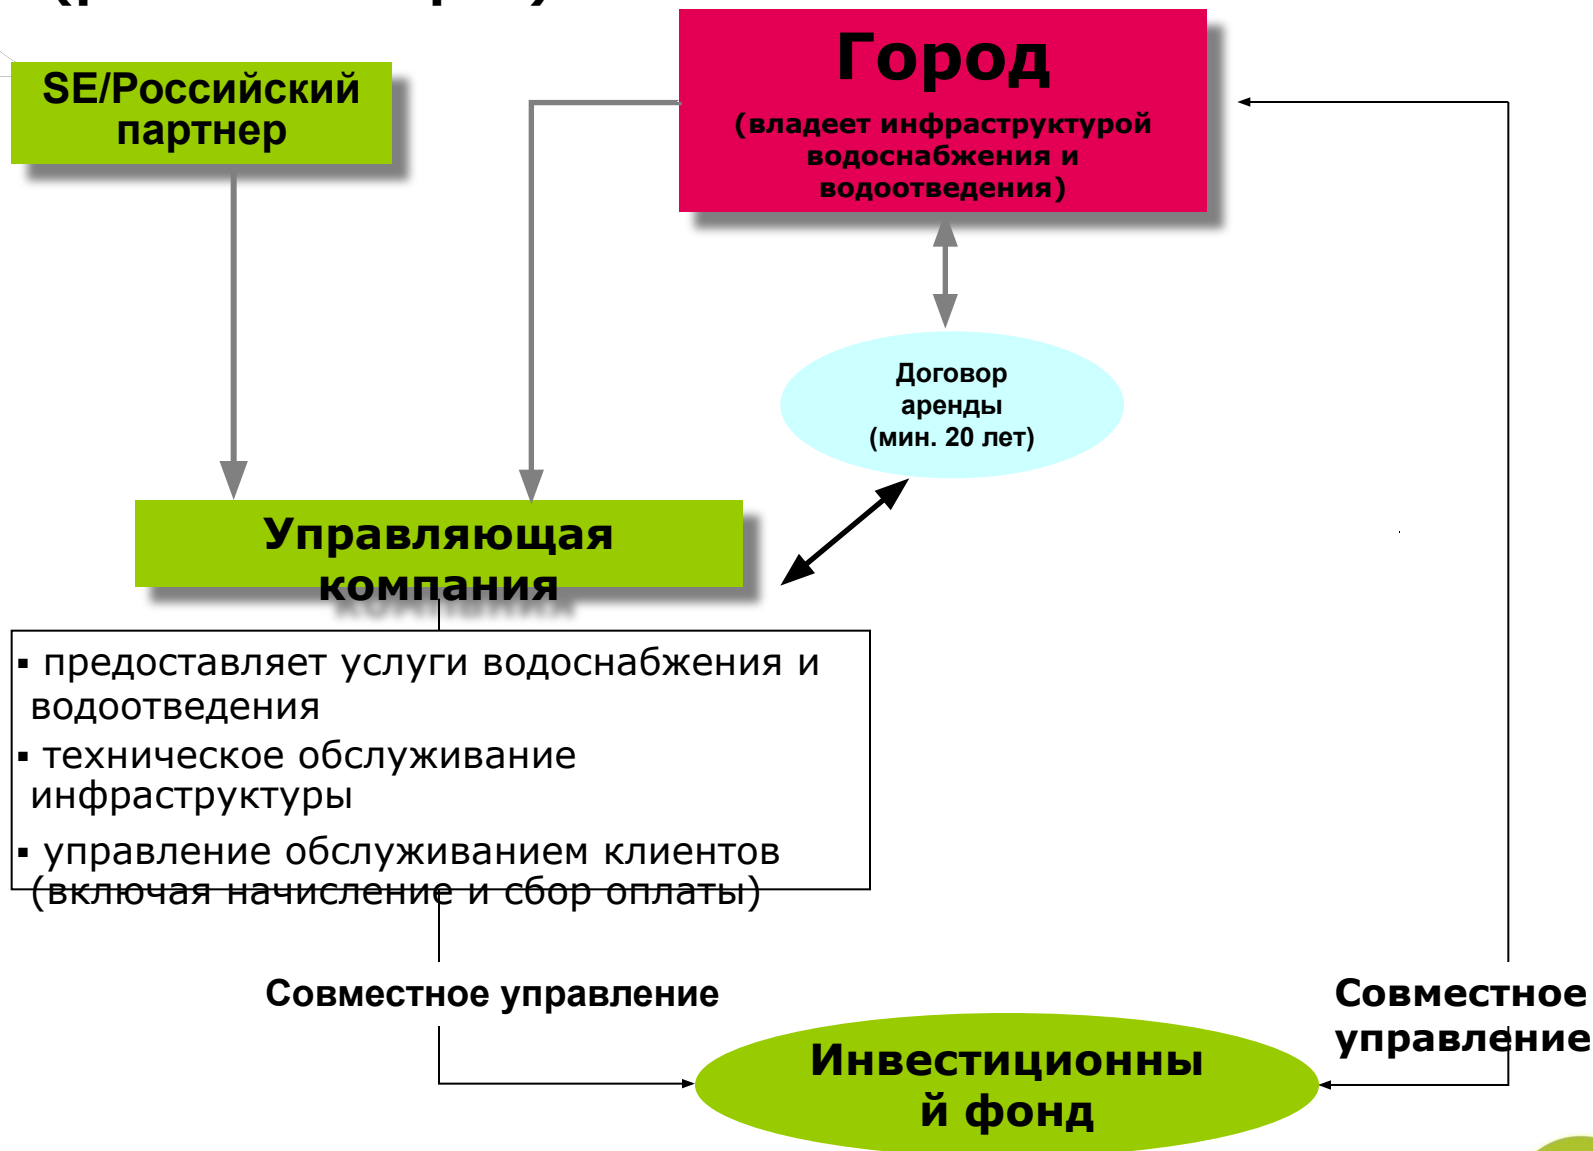 SE/Российский
партнер
Город
(владеет инфраструктурой
водоснабжения и
водоотведения)
Договор
аренды
(мин. 20 лет)
Управляющая
компания
▪ предоставляет услуги водоснабжения и
водоотведения
▪ техническое обслуживание
инфраструктуры
▪ управление обслуживанием клиентов
(включая начисление и сбор оплаты)
Совместное управление
Совместное
управление
Инвестиционны
й фонд